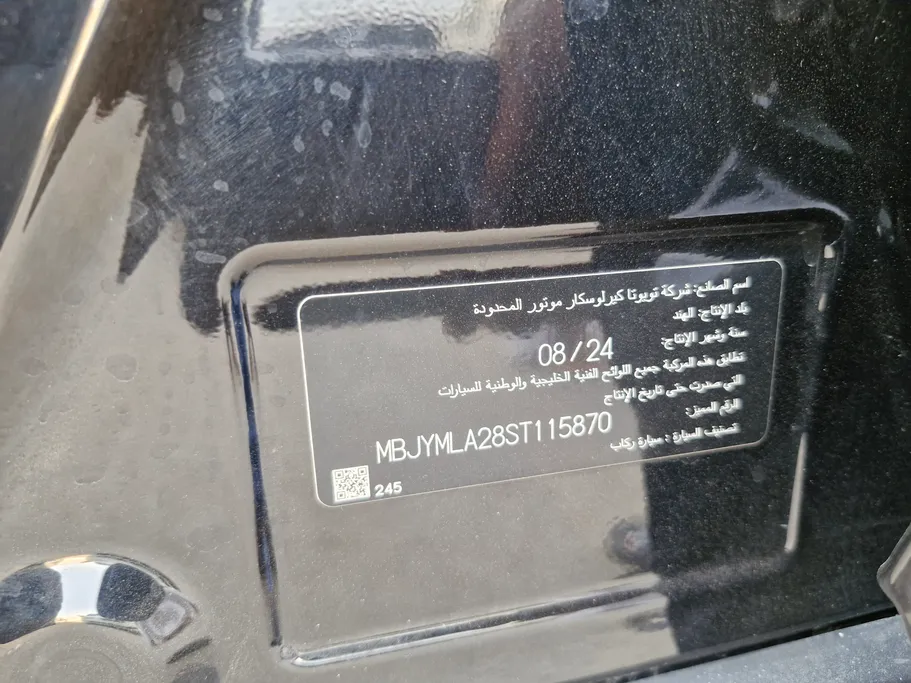 اسم الصانع: شركة تويوتا كيرلوسكار موتور المحدودة
بلد الإنتاج: الهند
سنة وشهر الإنتاج:
08/24
تطابق هذه المركبة جميع اللوائح الفنية الخليجية والوطنية للسيارات
التي صدرت حتى تاريخ الإنتاج
الرقم المميز:
MBJYMLA28ST115870
تصنيف السيارة : سيارة ركاب
245